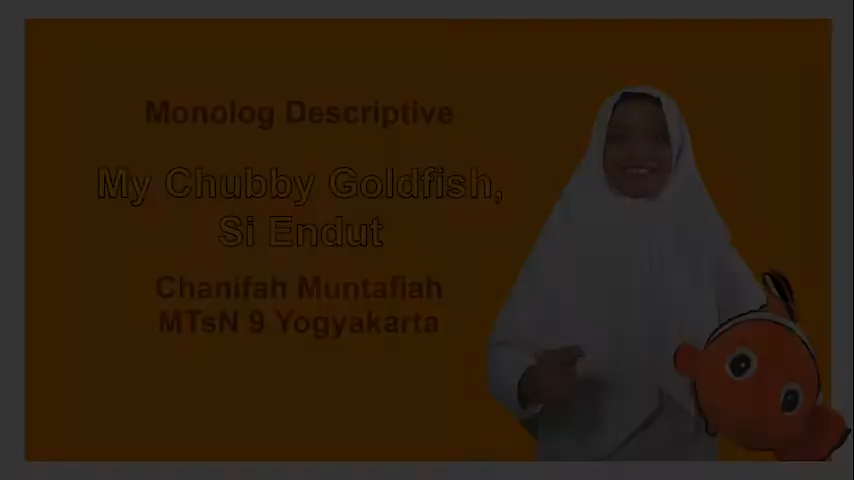 Monolog Descriptive
My Chubby Goldfish,
Si Endut
Chanifah Muntafiah
MTsN 9 Yogyakarta